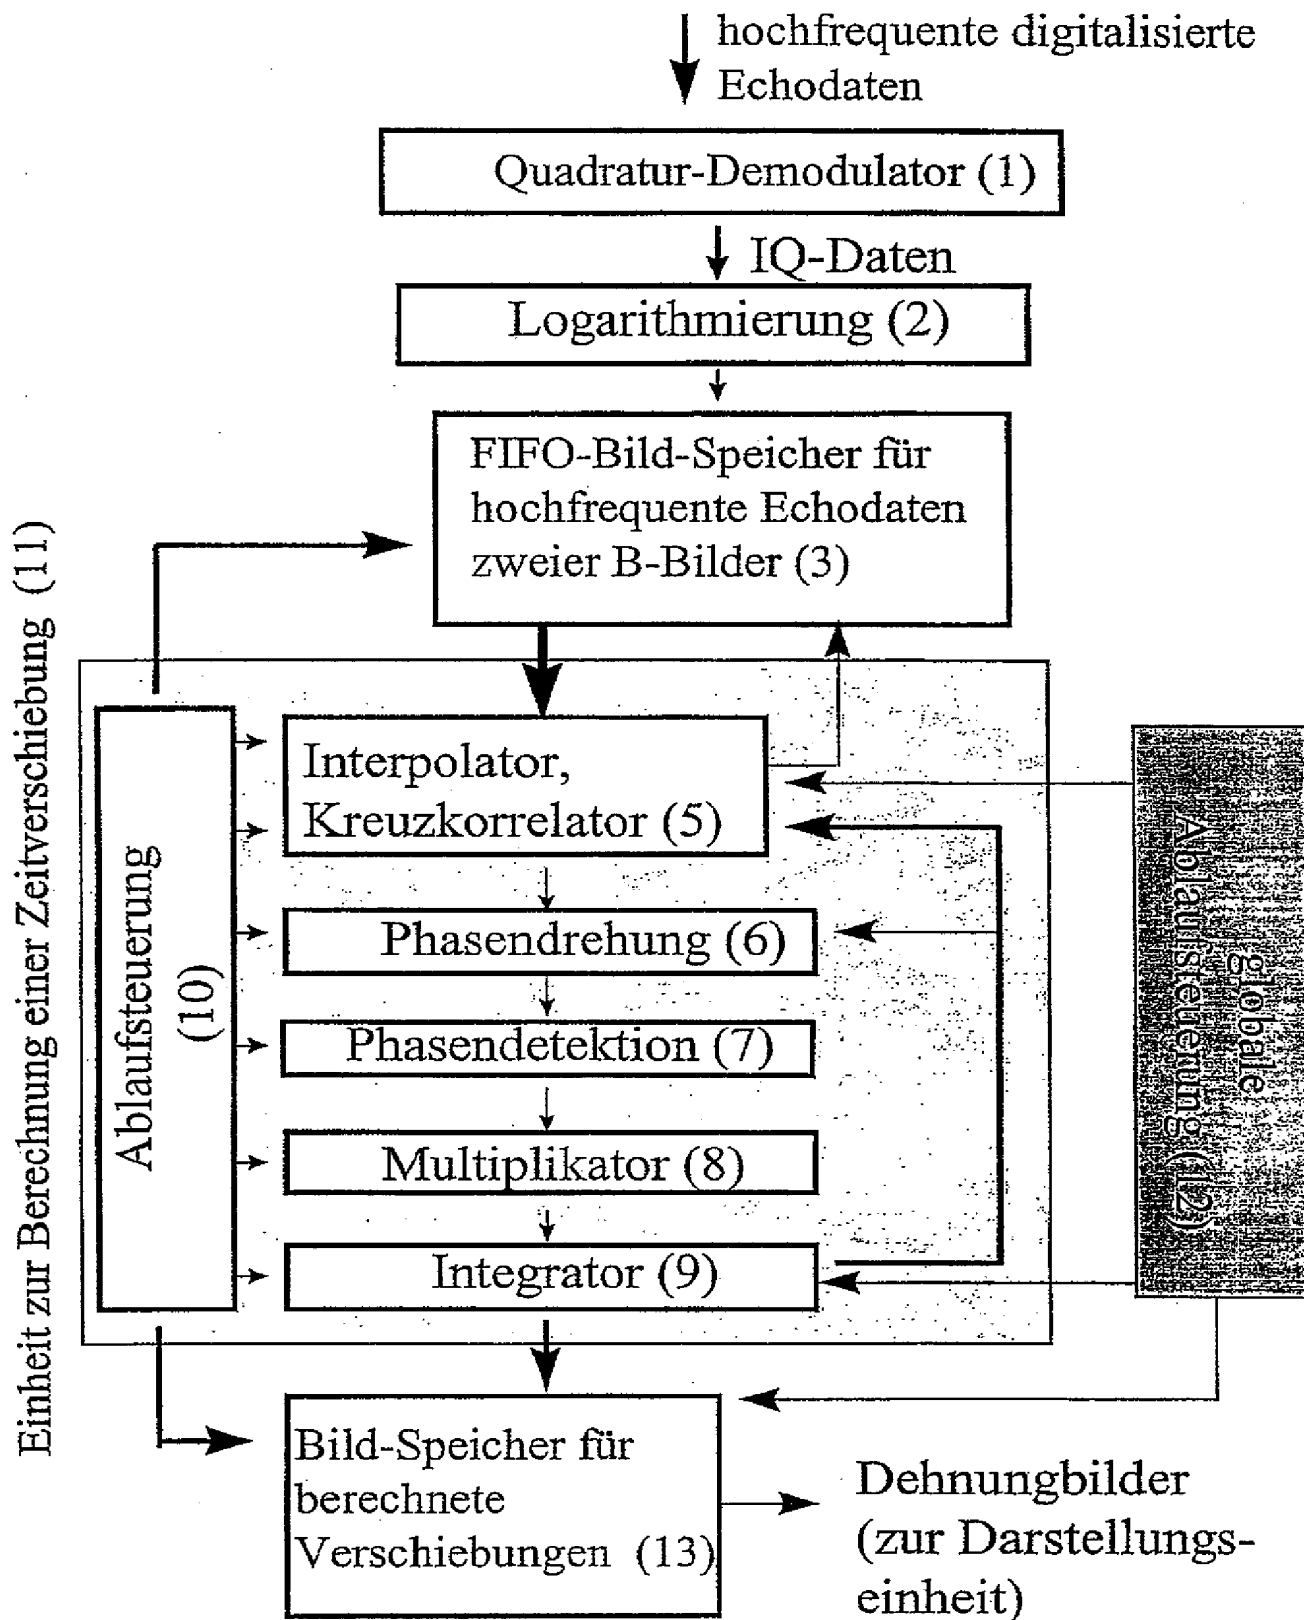 hochfrequente digitalisierte
Echodaten
Quadratur-Demodulator (1)
IQ-Daten
Logarithmierung (2)
FIFO-Bild-Speicher für
hochfrequente Echodaten
zweier B-Bilder (3)
Einheit zur Berechnung einer Zeitverschiebung (11)
Ablaufsteuerung
(10)
Interpolator,
Kreuzkorrelator (5)
Phasendrehung (6)
Phasendetektion (7)
Multiplikator (8)
Integrator (9)
globale
Ablaufsteuerung (12)
Bild-Speicher für
berechnete
Verschiebungen (13)
Dehnungbilder
(zur Darstellungs-
einheit)